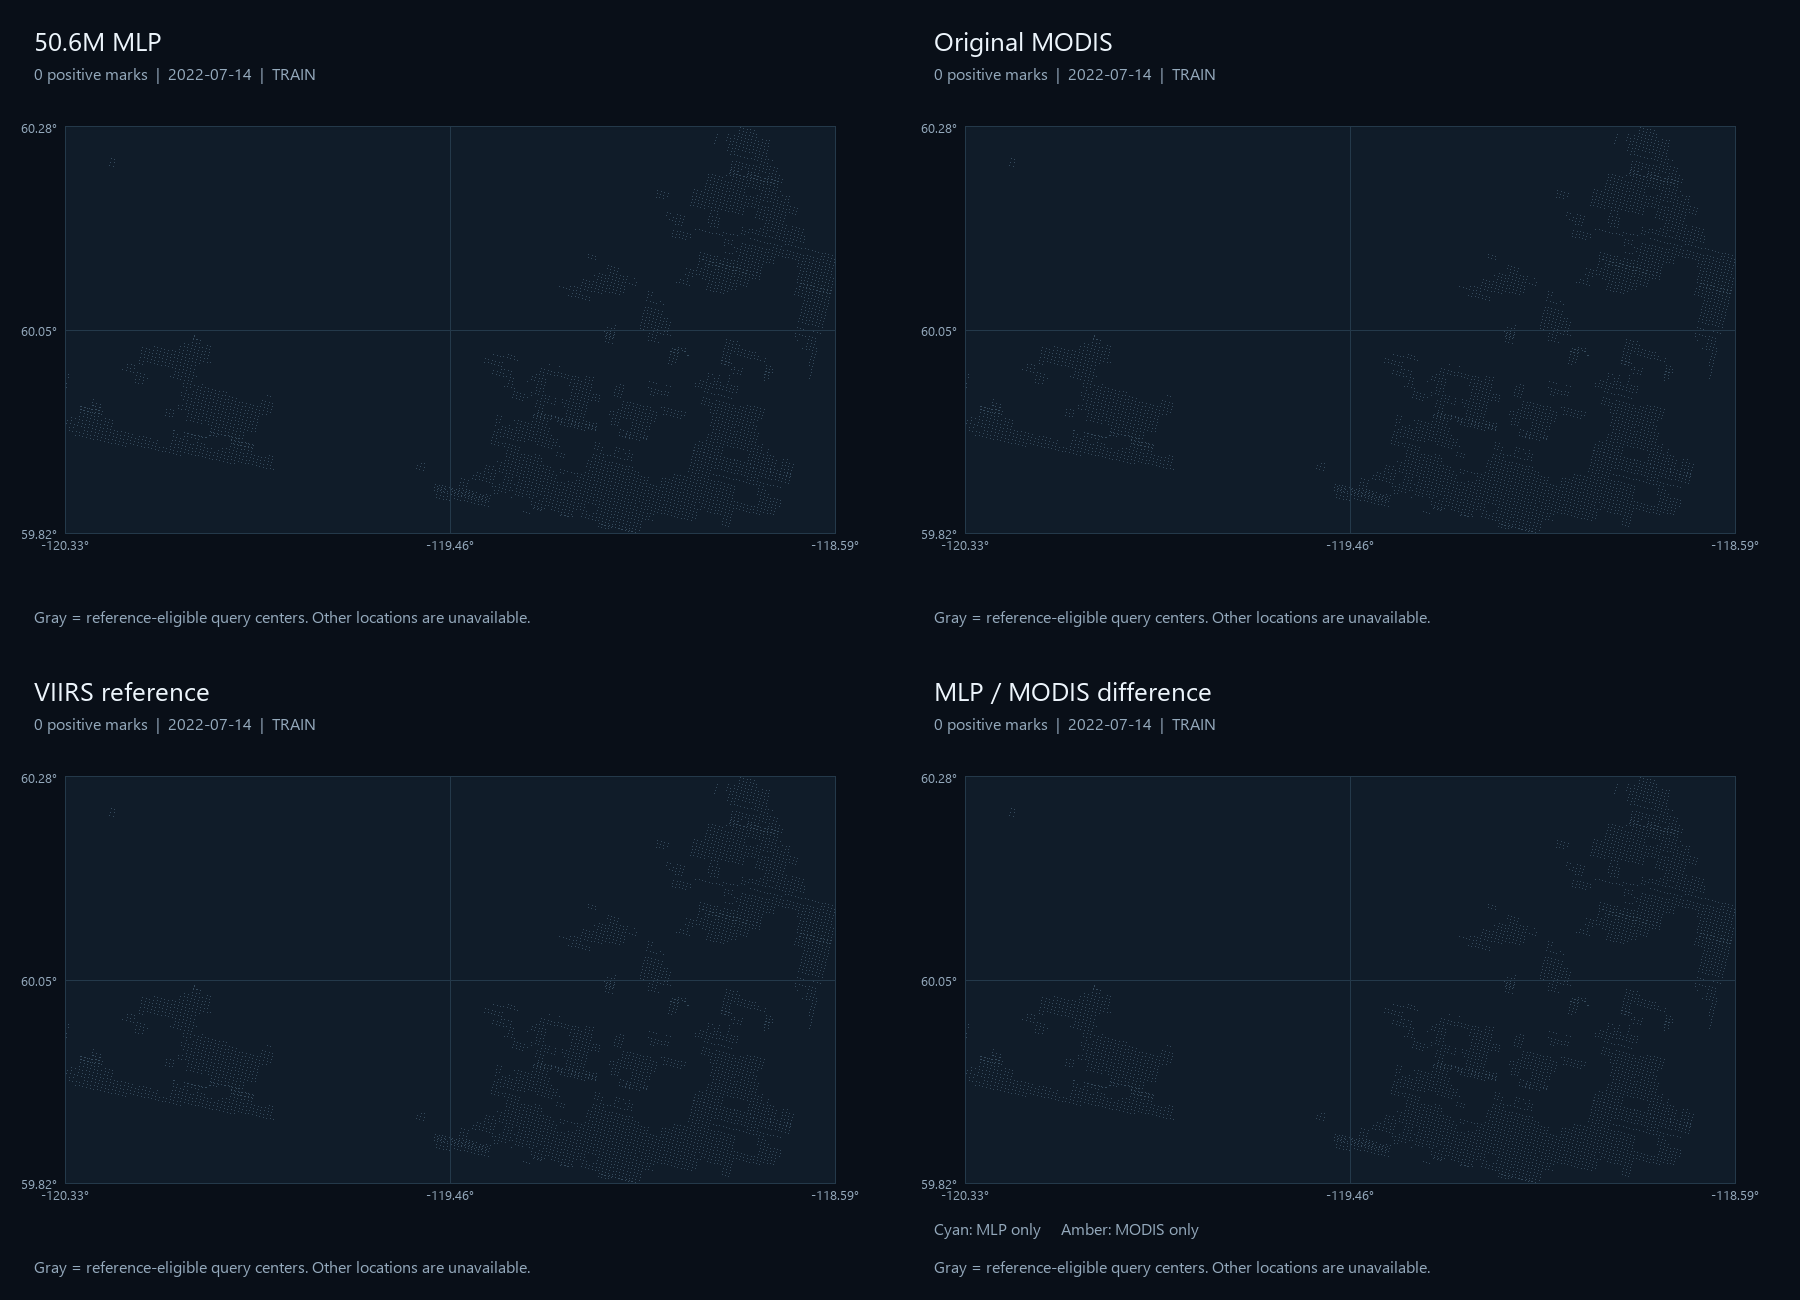 50.6M MLP
0 positive marks | 2022-07-14 | TRAIN
60.28°
60.05°
59.82°
-120.33°
-119.46°
-118.59°
Gray = reference-eligible query centers. Other locations are unavailable.
Original MODIS
0 positive marks | 2022-07-14 | TRAIN
60.28°
60.05°
59.82°
-120.33°
-119.46°
-118.59°
Gray = reference-eligible query centers. Other locations are unavailable.
VIIRS reference
0 positive marks | 2022-07-14 | TRAIN
60.28°
60.05°
59.82°
-120.33°
-119.46°
-118.59°
Gray = reference-eligible query centers. Other locations are unavailable.
MLP / MODIS difference
0 positive marks | 2022-07-14 | TRAIN
60.28°
60.05°
59.82°
-120.33°
-119.46°
-118.59°
Cyan: MLP only Amber: MODIS only
Gray = reference-eligible query centers. Other locations are unavailable.